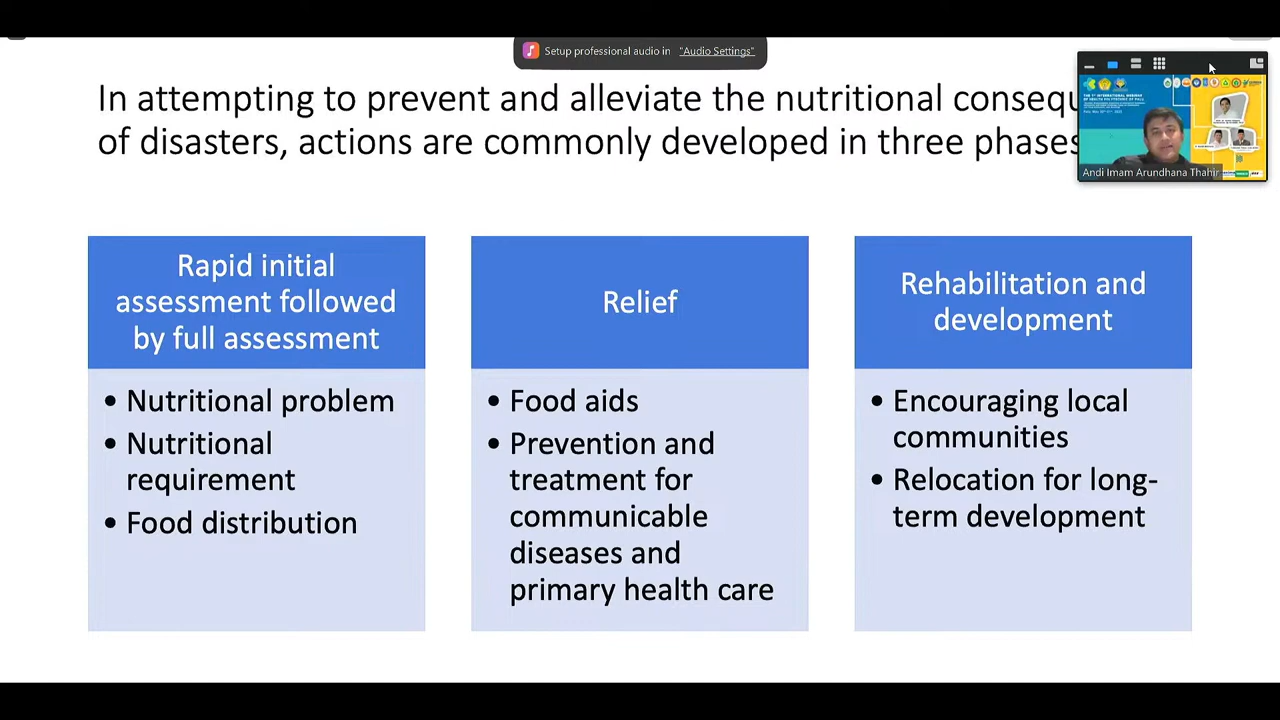 Setup professional audio in "Audio Settings"
In attempting to prevent and alleviate the nutritional consequ
of disasters, actions are commonly developed in three phases
Andi Imam Arundhana Thahir
Rapid initial
assessment followed
by full assessment
• Nutritional problem
• Nutritional
requirement
• Food distribution
Relief
• Food aids
• Prevention and
treatment for
communicable
diseases and
primary health care
Rehabilitation and
development
• Encouraging local
communities
• Relocation for long-
term development